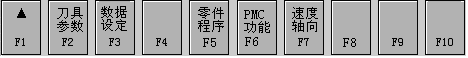 ▲ 刀具 数据 零件 PMC 速度
参数 设定 程序 功能 轴向
F1 F2 F3 F4 F5 F6 F7 F8 F9 F10